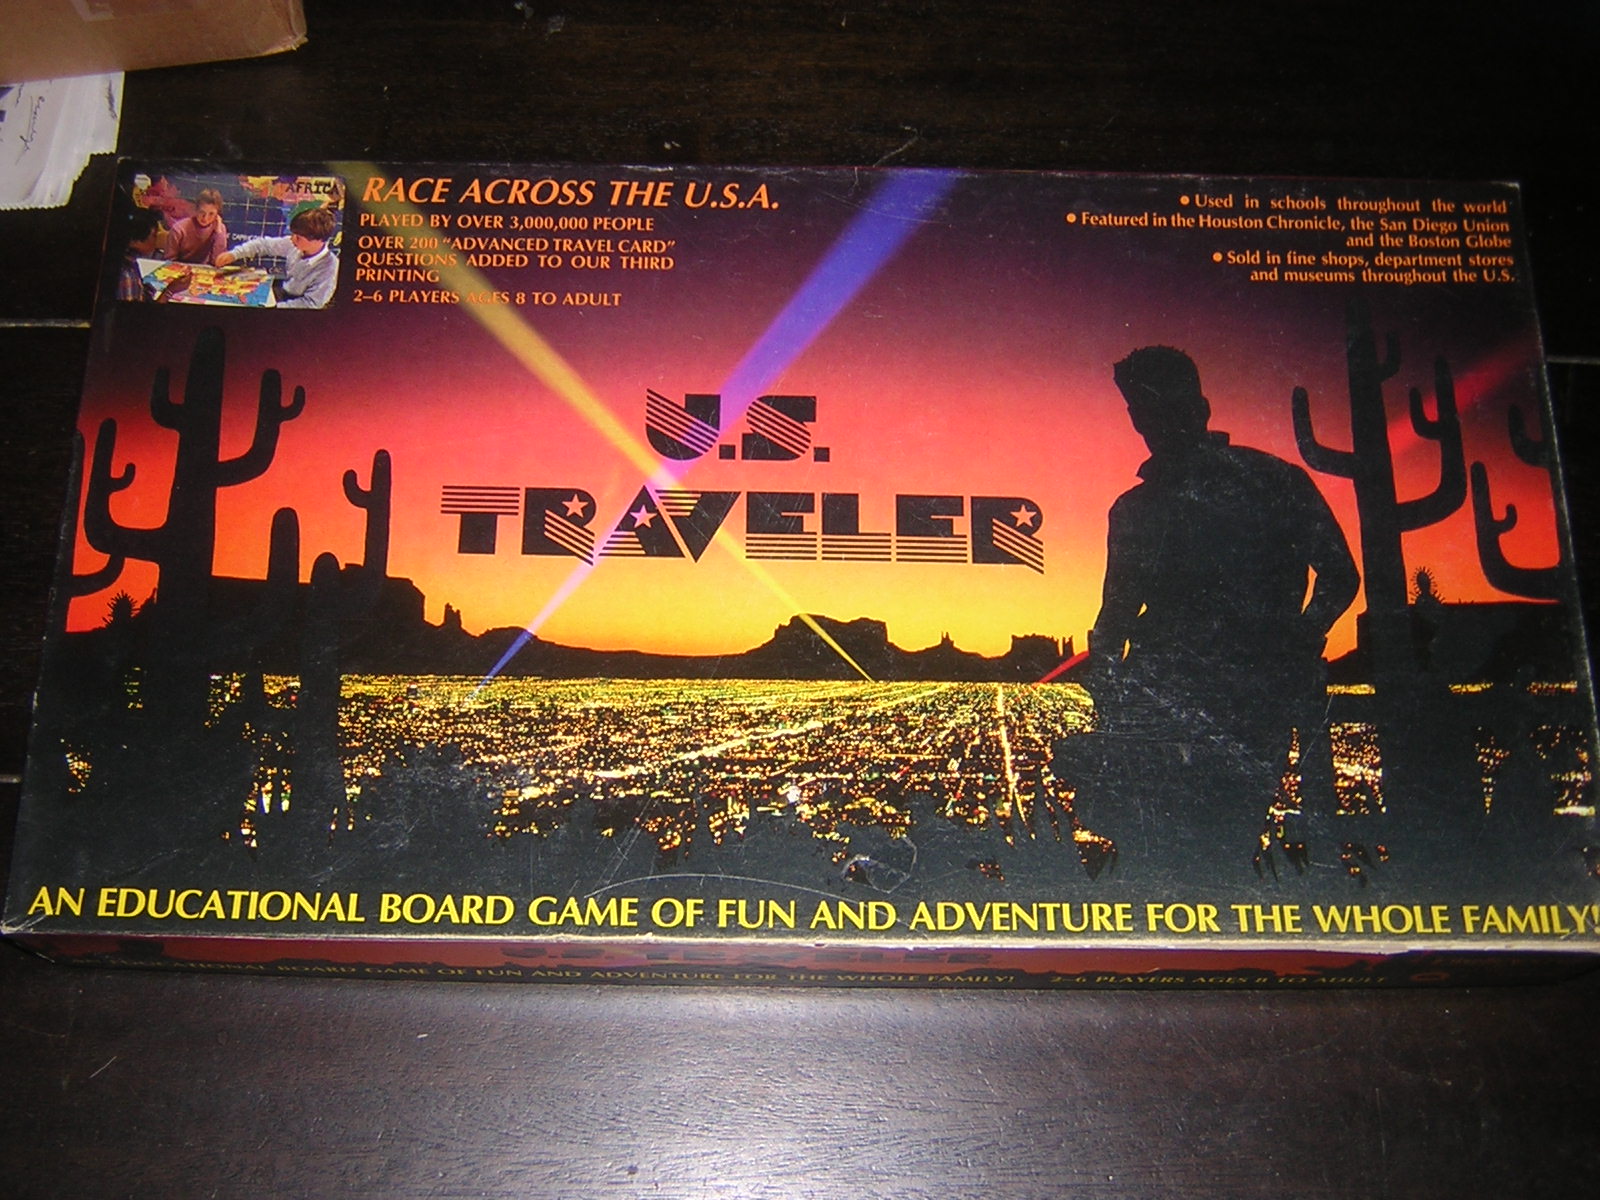 AFRICA
RACE ACROSS THE U.S.A.
PLAYED BY OVER 3,000,000 PEOPLE
OVER 200 "ADVANCED TRAVEL CARD"
QUESTIONS ADDED TO OUR THIRD
PRINTING
2–6 PLAYERS AGES 8 TO ADULT
• Used in schools throughout the world
• Featured in the Houston Chronicle, the San Diego Union
and the Boston Globe
• Sold in fine shops, department stores
and museums throughout the U.S.
U.S.
TRAVELER
AN EDUCATIONAL BOARD GAME OF FUN AND ADVENTURE FOR THE WHOLE FAMILY!
U.S. TRAVELER
EDUCATIONAL BOARD GAME OF FUN AND ADVENTURE FOR THE WHOLE FAMILY! 2–6 PLAYERS AGES 8 TO ADULT